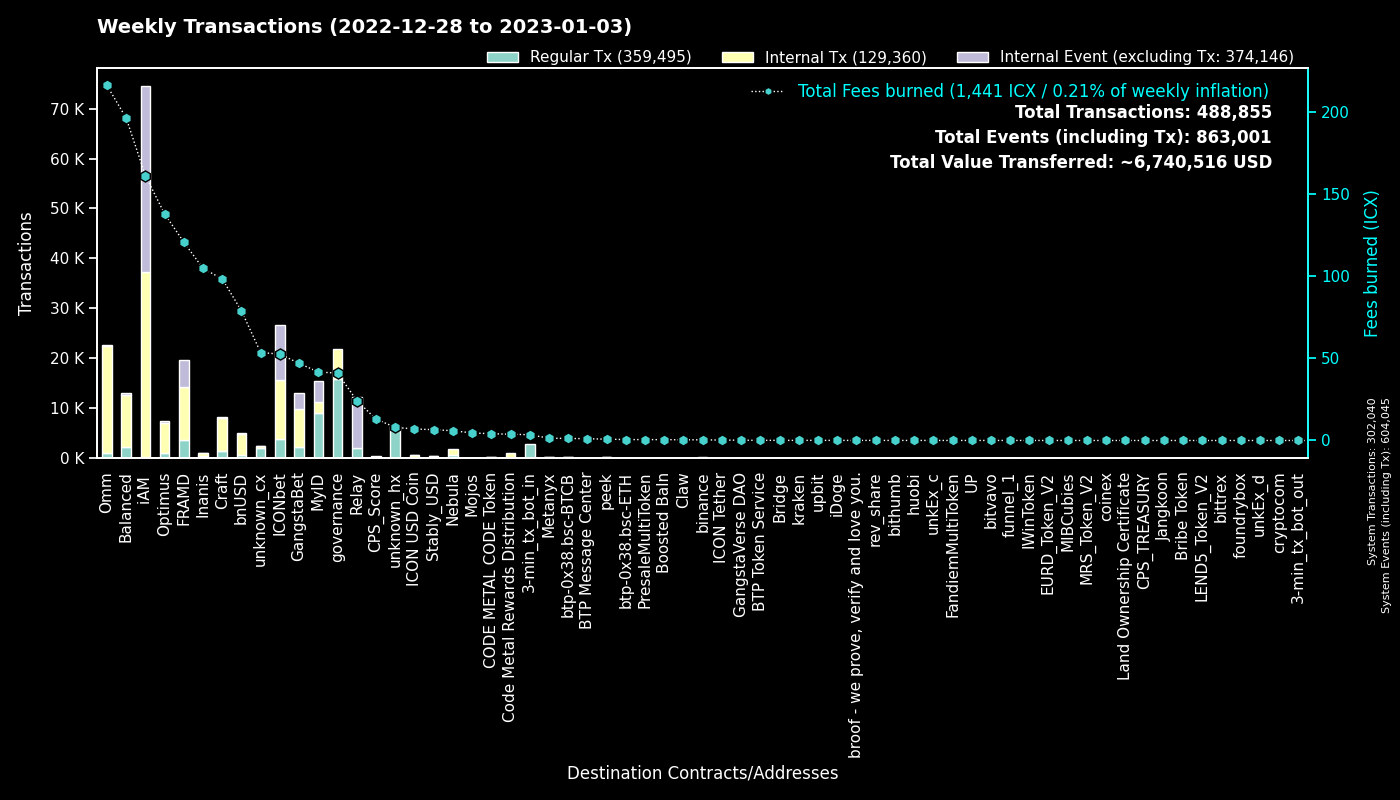 Weekly Transactions (2022-12-28 to 2023-01-03)
Regular Tx (359,495)
Internal Tx (129,360)
Internal Event (excluding Tx: 374,146)
Total Fees burned (1,441 ICX / 0.21% of weekly inflation)
Total Transactions: 488,855
Total Events (including Tx): 863,001
Total Value Transferred: ~6,740,516 USD
Transactions
70 K
60 K
50 K
40 K
30 K
20 K
10 K
0 K
200
150
100
50
0
Fees burned (ICX)
System Transactions: 302,040
System Events (including Tx): 604,045
Omm
Balanced
iAM
Optimus
FRAMD
Inanis
Craft
bnUSD
unknown_cx
ICONbet
GangstaBet
MyID
governance
Relay
CPS_Score
unknown_hx
ICON USD Coin
Stably_USD
Nebula
Mojos
CODE METAL CODE Token
Code Metal Rewards Distribution
3-min_tx_bot_in
Metanyx
btp-0x38.bsc-BTCB
BTP Message Center
peek
btp-0x38.bsc-ETH
PresaleMultiToken
Boosted Baln
Claw
binance
ICON Tether
GangstaVerse DAO
BTP Token Service
Bridge
kraken
upbit
iDoge
broof - we prove, verify and love you.
rev_share
bithumb
huobi
unkEx_c
FandiemMultiToken
UP
bitvavo
funnel_1
IWinToken
EURD_Token_V2
MIBCubies
MRS_Token_V2
coinex
Land Ownership Certificate
CPS_TREASURY
Jangkoon
Bribe Token
LEND5_Token_V2
bittrex
foundrybox
unkEx_d
cryptocom
3-min_tx_bot_out
Destination Contracts/Addresses